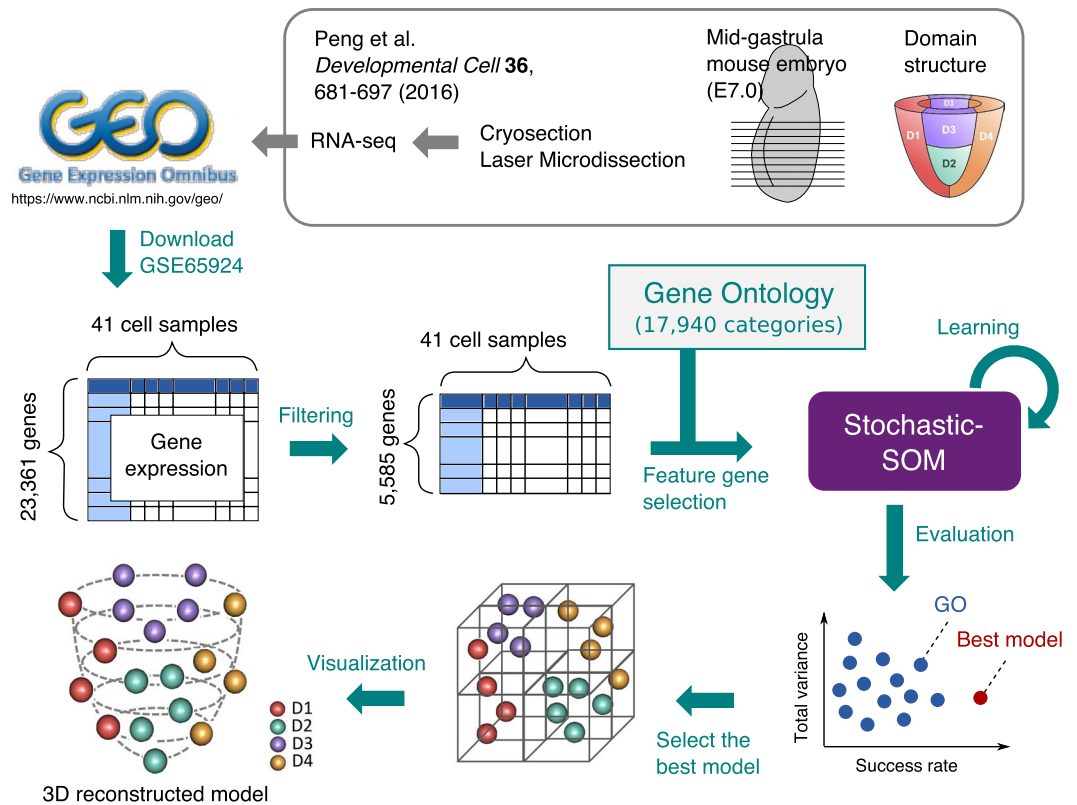 Peng et al.
Developmental Cell 36,
681-697 (2016)
Mid-gastrula
mouse embryo
(E7.0)
Domain
structure
D3
D1
D3
D4
D2
GEO
Gene Expression Omnibus
https://www.ncbi.nlm.nih.gov/geo/
RNA-seq
Cryosection
Laser Microdissection
Download
GSE65924
Gene Ontology
(17,940 categories)
41 cell samples
23,361 genes
Gene
expression
Filtering
41 cell samples
5,585 genes
Feature gene
selection
Learning
Stochastic-
SOM
Evaluation
GO
Best model
Total variance
Success rate
Select the
best model
Visualization
D1
D2
D3
D4
3D reconstructed model